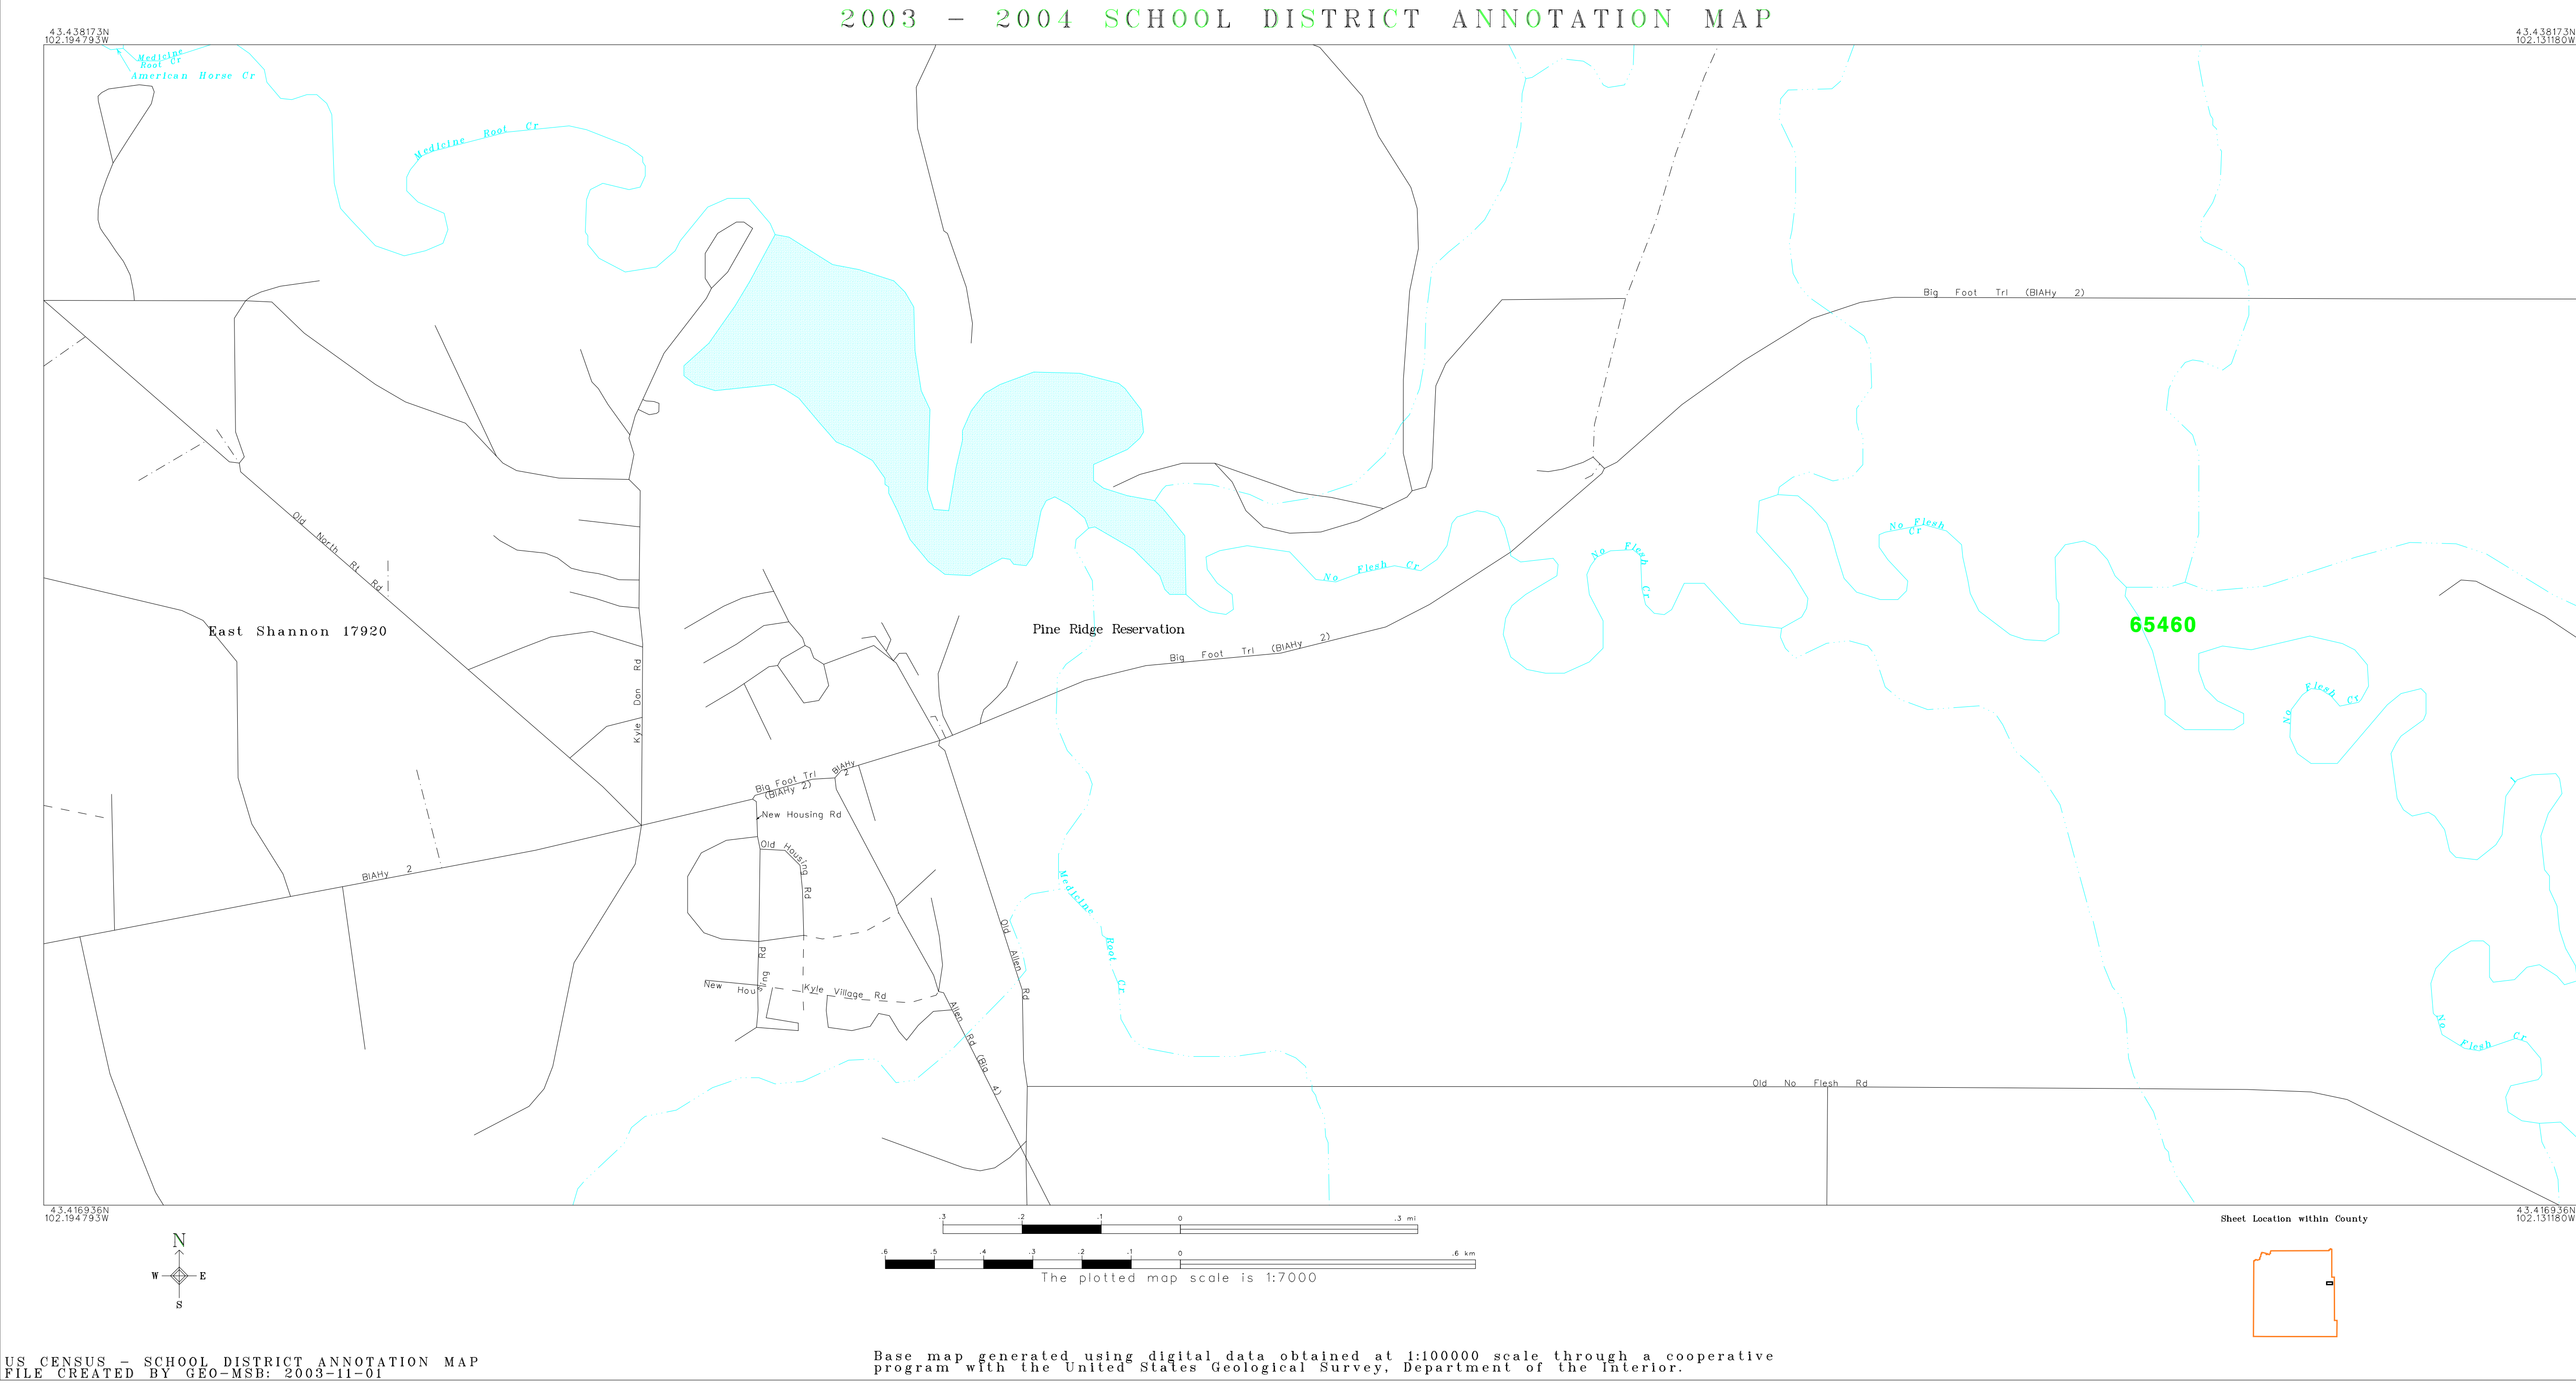 2003 - 2004 SCHOOL DISTRICT ANNOTATION MAP
43.438173N
102.194793W
43.438173N
102.131180W
Medicine
Root Cr
American Horse Cr
Medicine Root Cr
Big Foot Trl (BIAHy 2)
Old North Rt Rd
No Flesh Cr
No Flesh Cr
No Flesh
Cr
65460
East Shannon 17920
Pine Ridge Reservation
Big Foot Trl (BIAHy 2)
Kyle Don Rd
No Flesh Cr
Big Foot Trl
(BIAHy 2)
BIAHy
2
New Housing Rd
Old Housing Rd
BIAHy 2
Medicine Root Cr
Old Allen Rd
New Housing Rd
Kyle Village Rd
Allen Rd (Big 4)
No Flesh Cr
Old No Flesh Rd
43.416936N
102.194793W
43.416936N
102.131180W
.3 .2 .1 0 .3 mi
.6 .5 .4 .3 .2 .1 0 .6 km
The plotted map scale is 1:7000
Sheet Location within County
N
W E
S
US CENSUS - SCHOOL DISTRICT ANNOTATION MAP
FILE CREATED BY GEO-MSB: 2003-11-01
Base map generated using digital data obtained at 1:100000 scale through a cooperative
program with the United States Geological Survey, Department of the Interior.